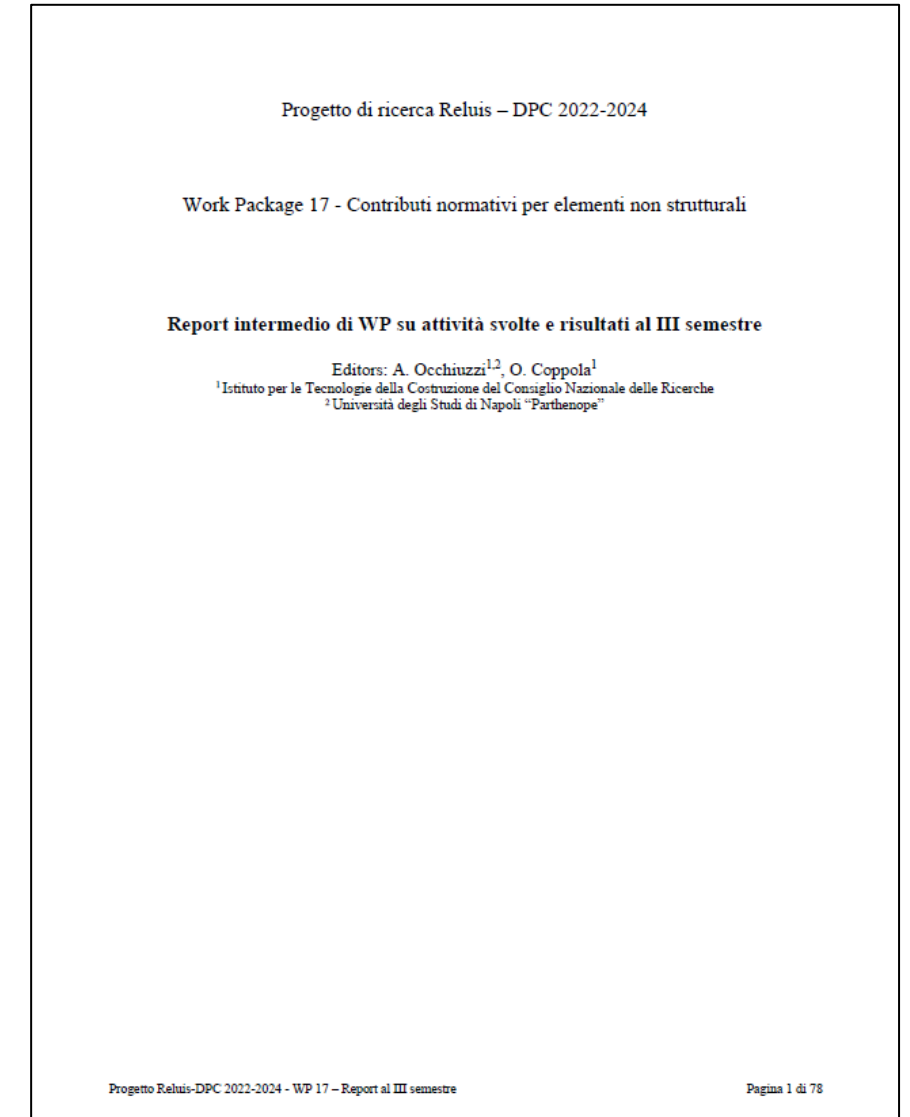 Progetto di ricerca Reluis – DPC 2022-2024
Work Package 17 - Contributi normativi per elementi non strutturali
Report intermedio di WP su attività svolte e risultati al III semestre
Editors: A. Occhiuzzi1,2, O. Coppola1
1 Istituto per le Tecnologie della Costruzione del Consiglio Nazionale delle Ricerche
2 Università degli Studi di Napoli “Parthenope”
Progetto Reluis-DPC 2022-2024 - WP 17 – Report al III semestre Pagina 1 di 78